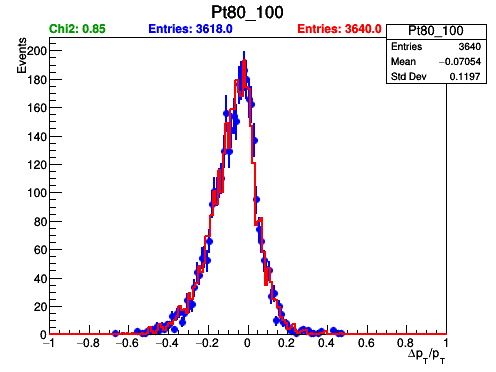 Pt80_100
Chi2: 0.85 Entries: 3618.0 Entries: 3640.0
Pt80_100
Entries 3640
Mean −0.07054
Std Dev 0.1197
Events
200
180
160
140
120
100
80
60
40
20
0
−1 −0.8 −0.6 −0.4 −0.2 0 0.2 0.4 0.6 0.8 1
Δp_T/p_T